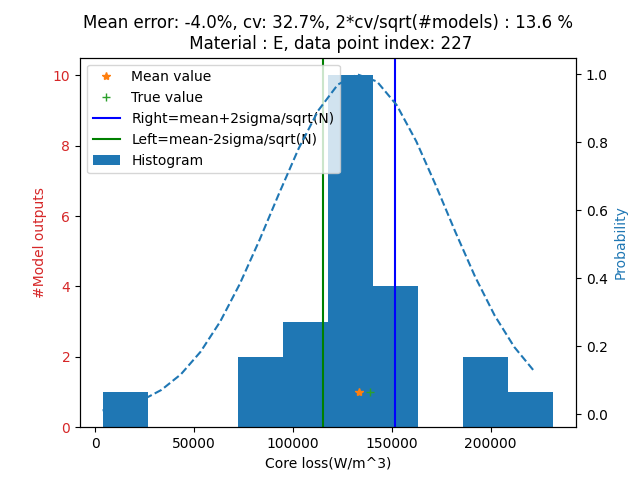 Mean error: -4.0%, cv: 32.7%, 2*cv/sqrt(#models) : 13.6 %
Material : E, data point index: 227
Mean value
True value
Right=mean+2sigma/sqrt(N)
Left=mean-2sigma/sqrt(N)
Histogram
#Model outputs
10
8
6
4
2
0
Probability
1.0
0.8
0.6
0.4
0.2
0.0
0
50000
100000
150000
200000
Core loss(W/m^3)